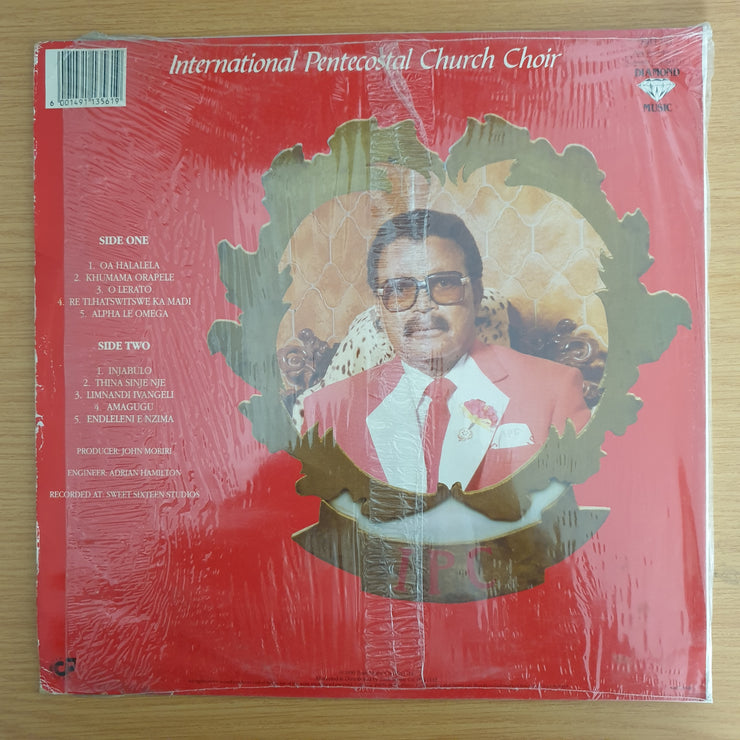 International Pentecostal Church Choir
6 001491 135619
DIAMOND
MUSIC
SIDE ONE
1. OA HALALELA
2. KHUMAMA ORAPELE
3. O LERATO
4. RE TLHATSWITSWE KA MADI
5. ALPHA LE OMEGA
SIDE TWO
1. INJABULO
2. THINA SINJE NJE
3. LIMNANDI IVANGELI
4. AMAGUGU
5. ENDLELENI E NZIMA
PRODUCER: JOHN MORIRI
ENGINEER: ADRIAN HAMILTON
RECORDED AT: SWEET SIXTEEN STUDIOS
IPC